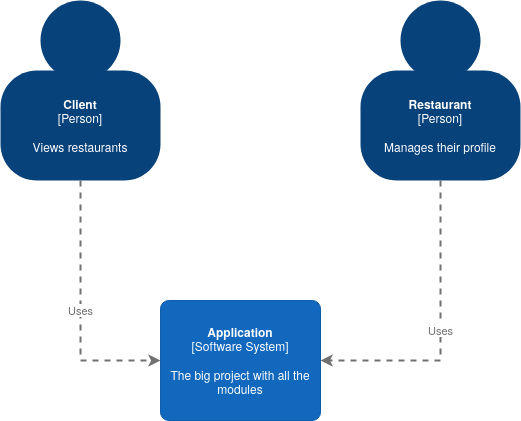 Client
[Person]
Views restaurants
Restaurant
[Person]
Manages their profile
Uses
Uses
Application
[Software System]
The big project with all the
modules